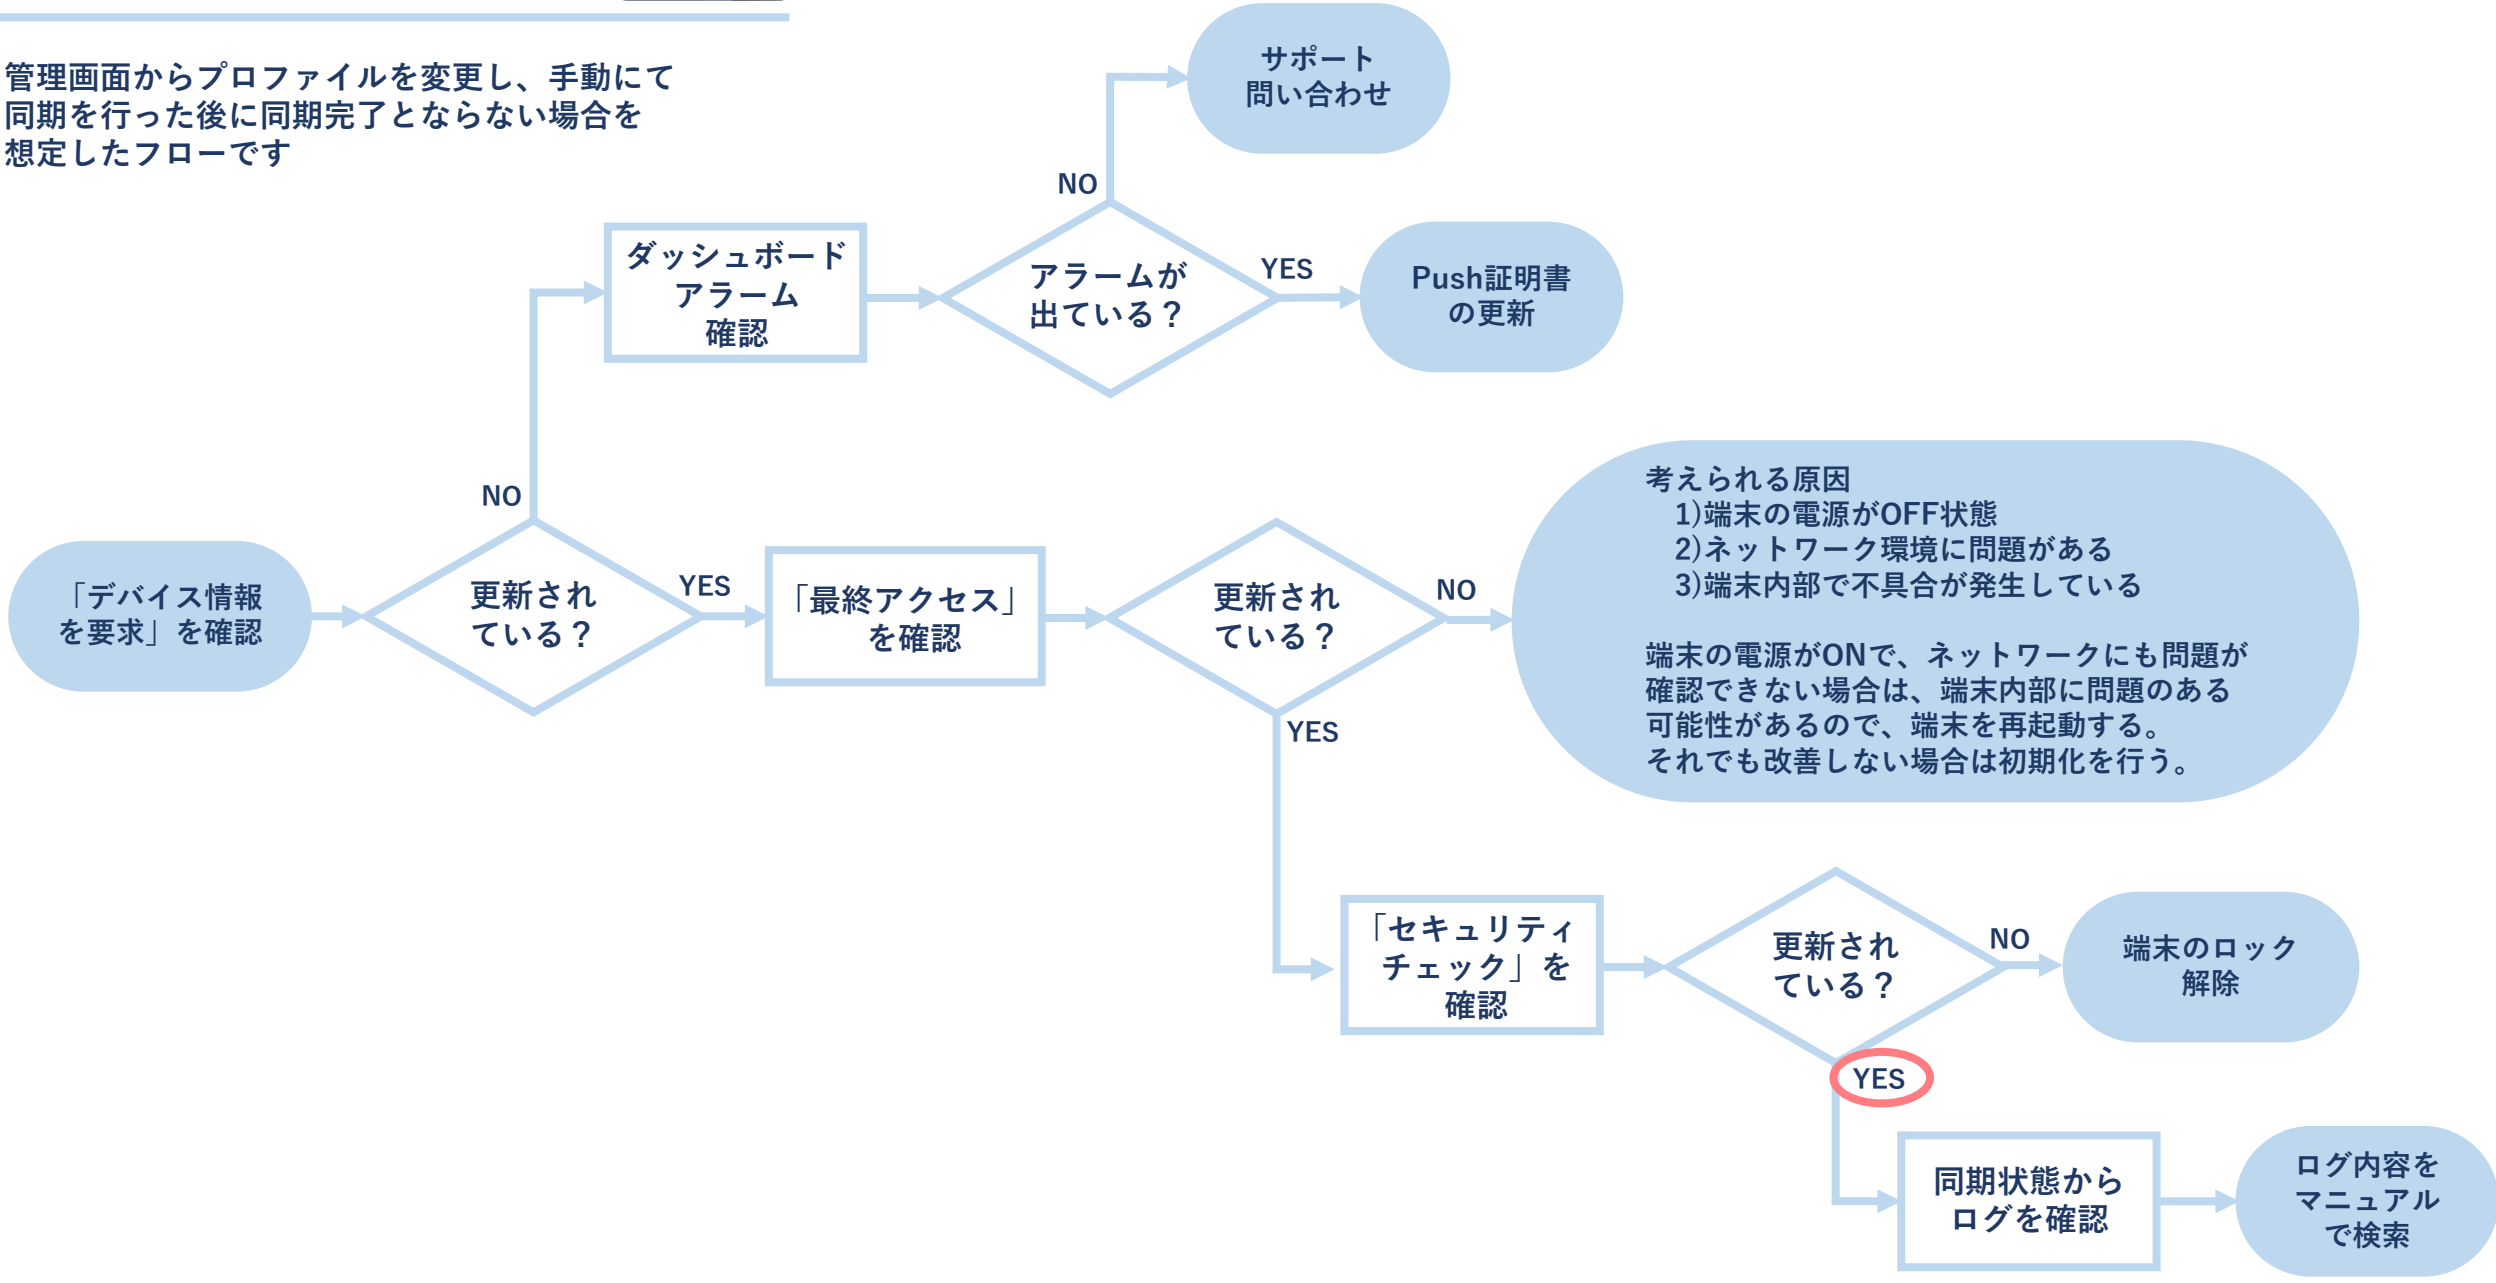 管理画面からプロファイルを変更し、手動にて
同期を行った後に同期完了とならない場合を
想定したフローです
サポート
問い合わせ
NO
ダッシュボード
アラーム
確認
アラームが
出ている？
YES
Push証明書
の更新
NO
「デバイス情報
を要求」を確認
更新され
ている？
YES
「最終アクセス」
を確認
更新され
ている？
NO
考えられる原因
1)端末の電源がOFF状態
2)ネットワーク環境に問題がある
3)端末内部で不具合が発生している
端末の電源がONで、ネットワークにも問題が
確認できない場合は、端末内部に問題のある
可能性があるので、端末を再起動する。
それでも改善しない場合は初期化を行う。
YES
「セキュリティ
チェック」を
確認
更新され
ている？
NO
端末のロック
解除
YES
同期状態から
ログを確認
ログ内容を
マニュアル
で検索